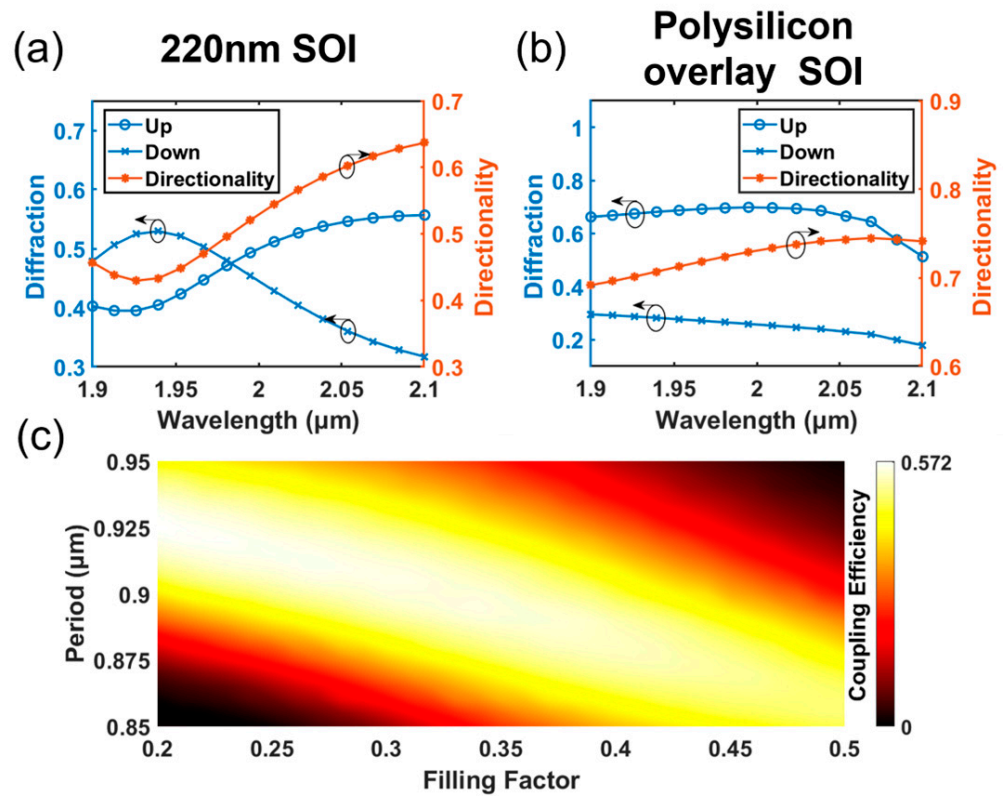 (a)
220nm SOI
(b)
Polysilicon
overlay SOI
Diffraction
0.7
0.6
0.5
0.4
0.3
Up
Down
Directionality
0.7
0.6
0.5
0.4
0.3
Directionality
1.9
1.95
2
2.05
2.1
Wavelength (μm)
Diffraction
1
0.8
0.6
0.4
0.2
Up
Down
Directionality
0.9
0.8
0.7
0.6
Directionality
1.9
1.95
2
2.05
2.1
Wavelength (μm)
(c)
Period (μm)
0.95
0.925
0.9
0.875
0.85
0.2
0.25
0.3
0.35
0.4
0.45
0.5
Filling Factor
Coupling Efficiency
0.572
0